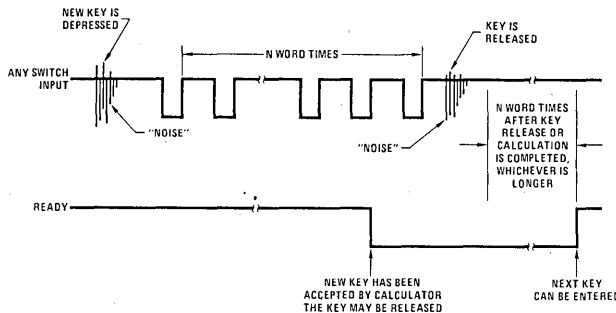 NEW KEY IS
DEPRESSED
N WORD TIMES
KEY IS
RELEASED
ANY SWITCH
INPUT
"NOISE"
"NOISE"
N WORD TIMES
AFTER KEY
RELEASE OR
CALCULATION
IS COMPLETED,
WHICHEVER IS
LONGER
READY
NEW KEY HAS BEEN
ACCEPTED BY CALCULATOR
THE KEY MAY BE RELEASED
NEXT KEY
CAN BE ENTERED